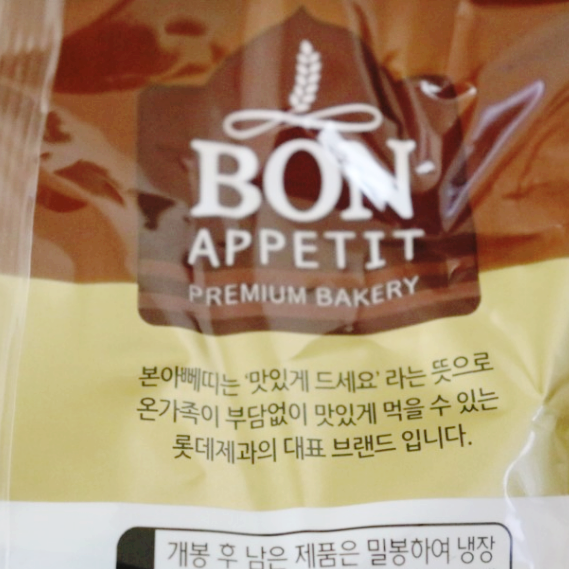 BON
APPETIT
PREMIUM BAKERY
본아뻬띠는 '맛있게 드세요' 라는 뜻으로
온가족이 부담없이 맛있게 먹을 수 있는
롯데제과의 대표 브랜드 입니다.
개봉 후 남은 제품은 밀봉하여 냉장